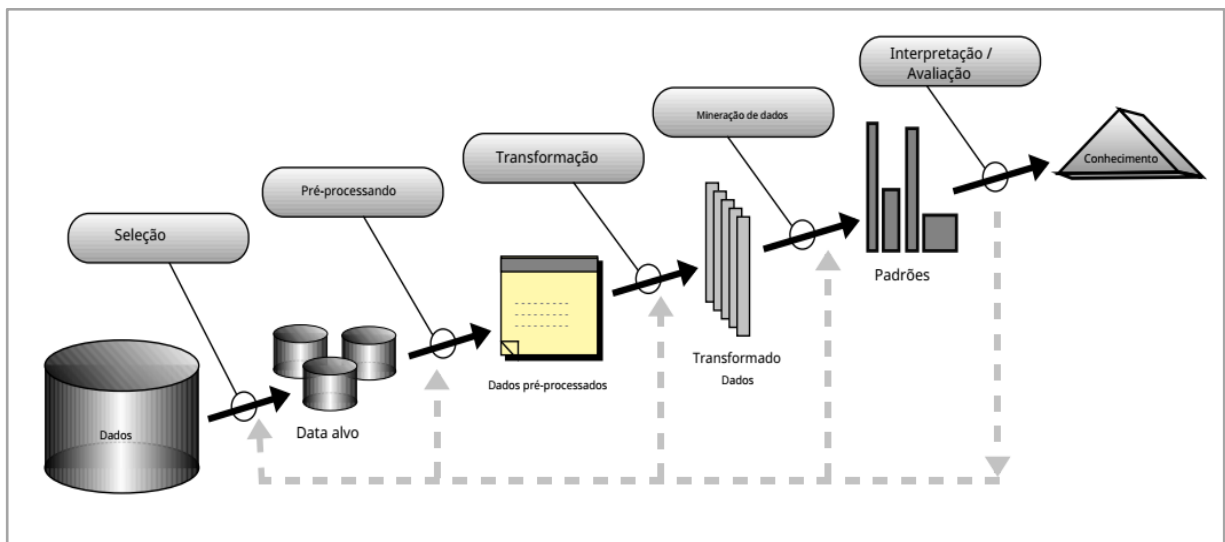 Interpretação /
Avaliação
Mineração de dados
Transformação
Pré-processando
Seleção
Conhecimento
Padrões
Transformado
Dados
Dados pré-processados
Data alvo
Dados